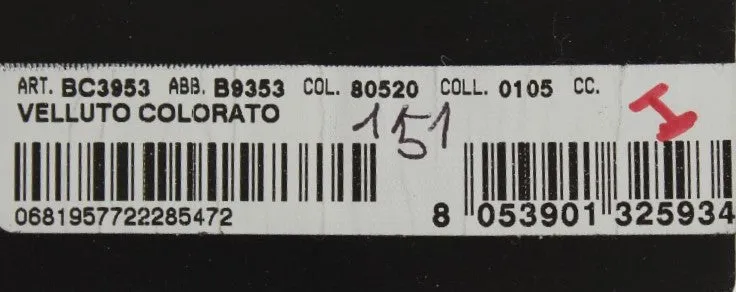 ART. BC3953 ABB. B9353 COL. 80520 COLL. 0105 CC.
VELLUTO COLORATO
151
I
0681957722285472
8 053901 325934